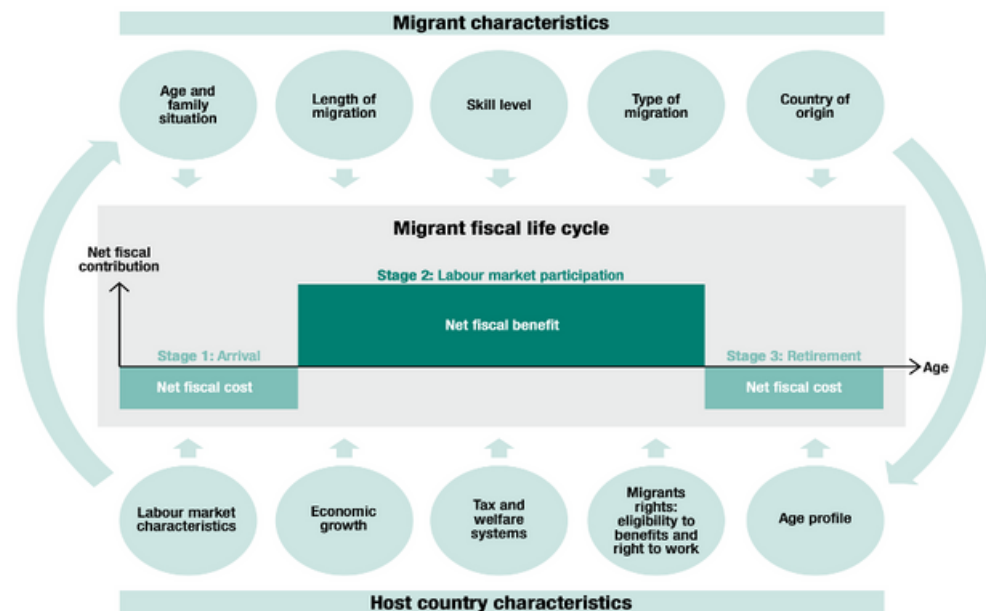 Migrant characteristics
Age and
family
situation
Length of
migration
Skill level
Type of
migration
Country of
origin
Migrant fiscal life cycle
Net fiscal
contribution
Stage 2: Labour market participation
Net fiscal benefit
Stage 1: Arrival
Stage 3: Retirement
Age
Net fiscal cost
Net fiscal cost
Labour market
characteristics
Economic
growth
Tax and
welfare
systems
Migrants
rights:
eligibility to
benefits and
right to work
Age profile
Host country characteristics